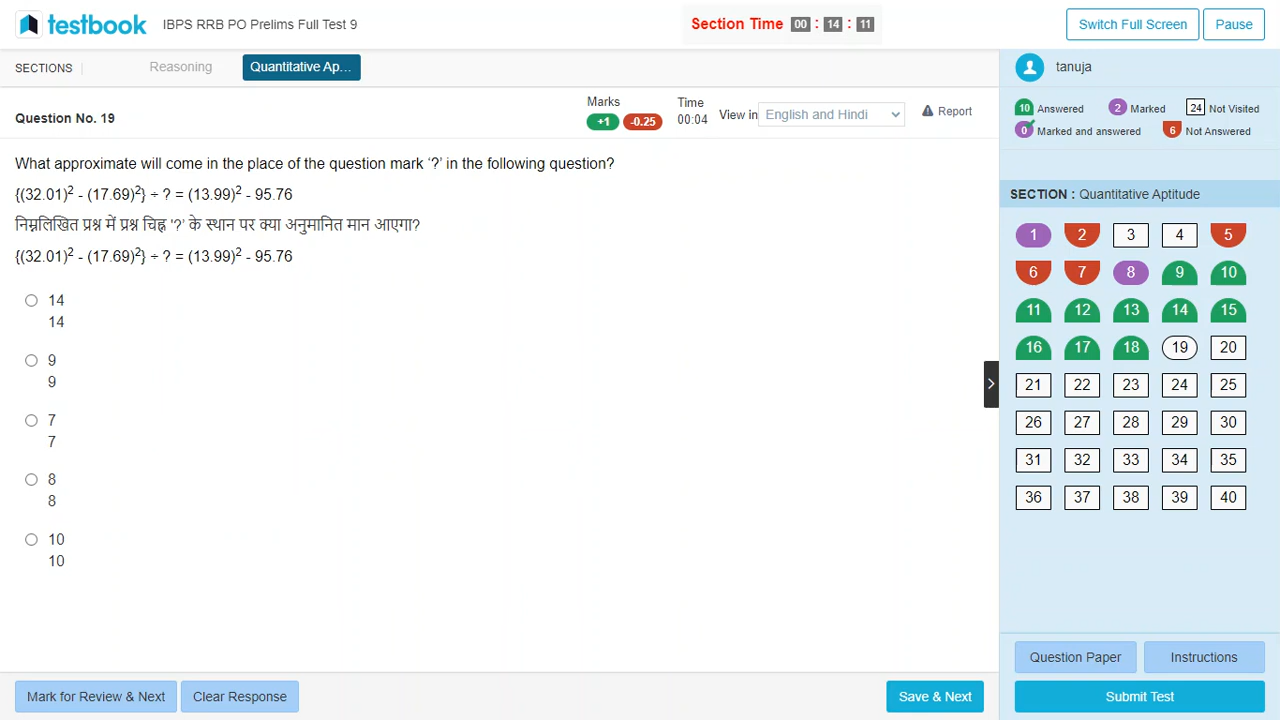 testbook IBPS RRB PO Prelims Full Test 9 Section Time 00 : 14 : 11 Switch Full Screen Pause
SECTIONS Reasoning Quantitative Ap... tanuja
Question No. 19 Marks +1 -0.25 Time 00:04 View in English and Hindi Report
10 Answered 2 Marked 24 Not Visited
0 Marked and answered 6 Not Answered
What approximate will come in the place of the question mark ‘?’ in the following question?
{(32.01)² - (17.69)²} ÷ ? = (13.99)² - 95.76
निम्नलिखित प्रश्न में प्रश्न चिह्न '?' के स्थान पर क्या अनुमानित मान आएगा?
{(32.01)² - (17.69)²} ÷ ? = (13.99)² - 95.76
14
14
9
9
7
7
8
8
10
10
SECTION : Quantitative Aptitude
1 2 3 4 5
6 7 8 9 10
11 12 13 14 15
16 17 18 19 20
21 22 23 24 25
26 27 28 29 30
31 32 33 34 35
36 37 38 39 40
Question Paper Instructions
Mark for Review & Next Clear Response Save & Next Submit Test